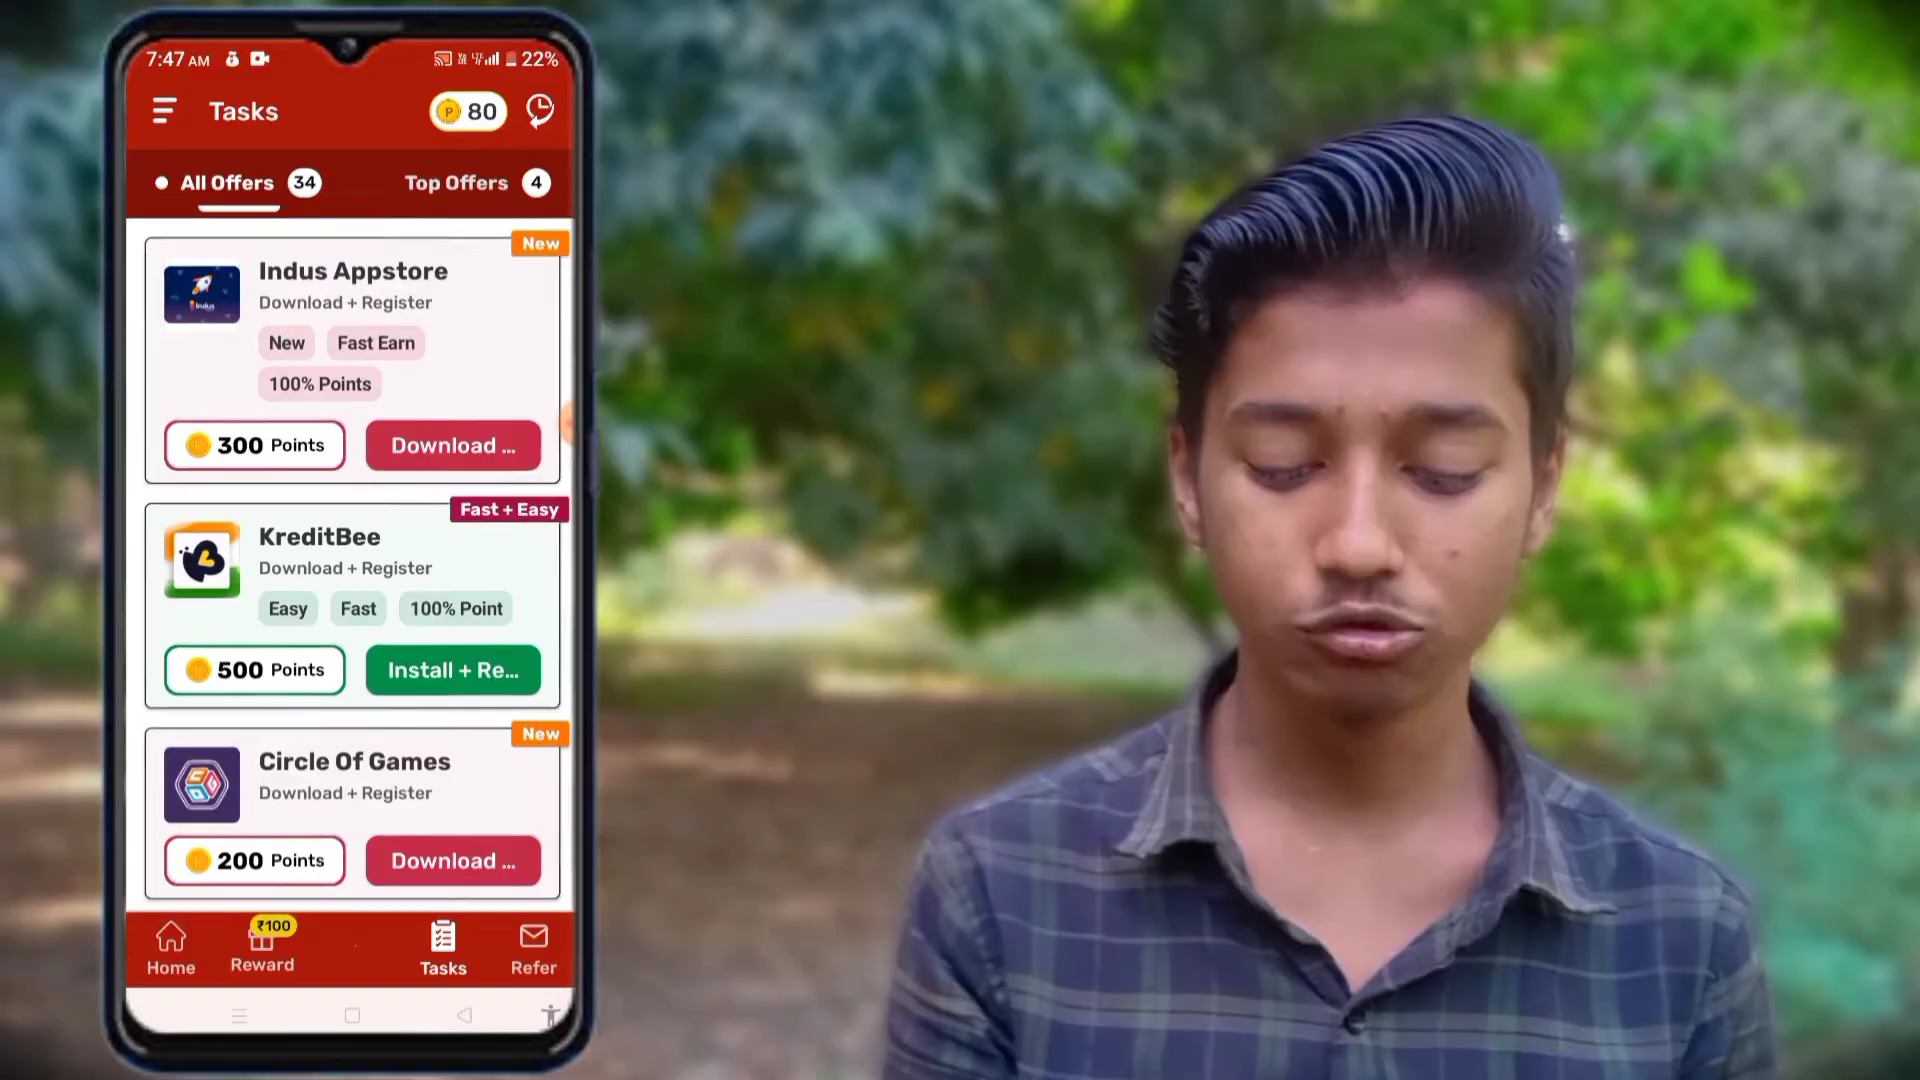 7:47 AM
22%
Tasks
80
All Offers 34
Top Offers 4
New
Indus Appstore
Download + Register
New
Fast Earn
100% Points
300 Points
Download ...
Fast + Easy
KreditBee
Download + Register
Easy
Fast
100% Point
500 Points
Install + Re...
New
Circle Of Games
Download + Register
200 Points
Download ...
₹100
Home
Reward
Tasks
Refer